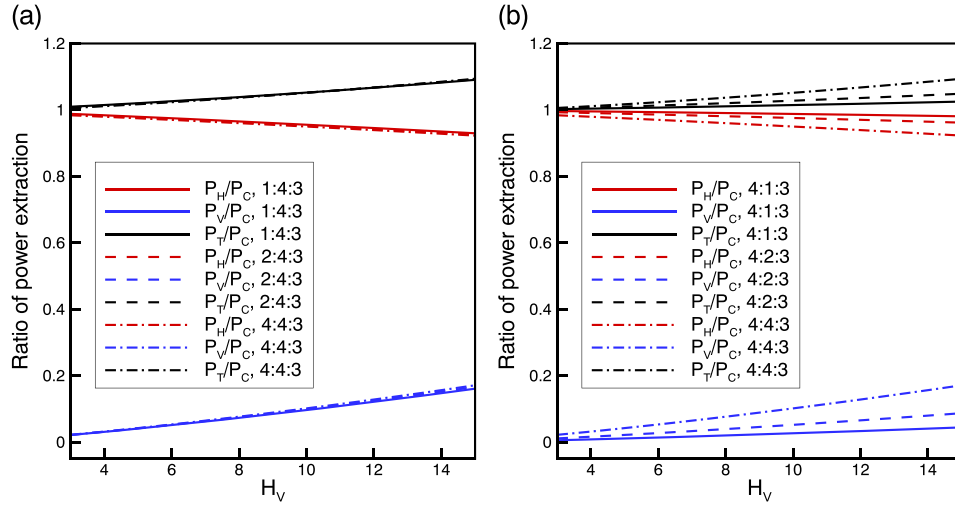 (a)
Ratio of power extraction
1.2
1
0.8
0.6
0.4
0.2
0
P_H/P_C, 1:4:3
P_V/P_C, 1:4:3
P_T/P_C, 1:4:3
P_H/P_C, 2:4:3
P_V/P_C, 2:4:3
P_T/P_C, 2:4:3
P_H/P_C, 4:4:3
P_V/P_C, 4:4:3
P_T/P_C, 4:4:3
4 6 8 10 12 14
H_V
(b)
Ratio of power extraction
1.2
1
0.8
0.6
0.4
0.2
0
P_H/P_C, 4:1:3
P_V/P_C, 4:1:3
P_T/P_C, 4:1:3
P_H/P_C, 4:2:3
P_V/P_C, 4:2:3
P_T/P_C, 4:2:3
P_H/P_C, 4:4:3
P_V/P_C, 4:4:3
P_T/P_C, 4:4:3
4 6 8 10 12 14
H_V